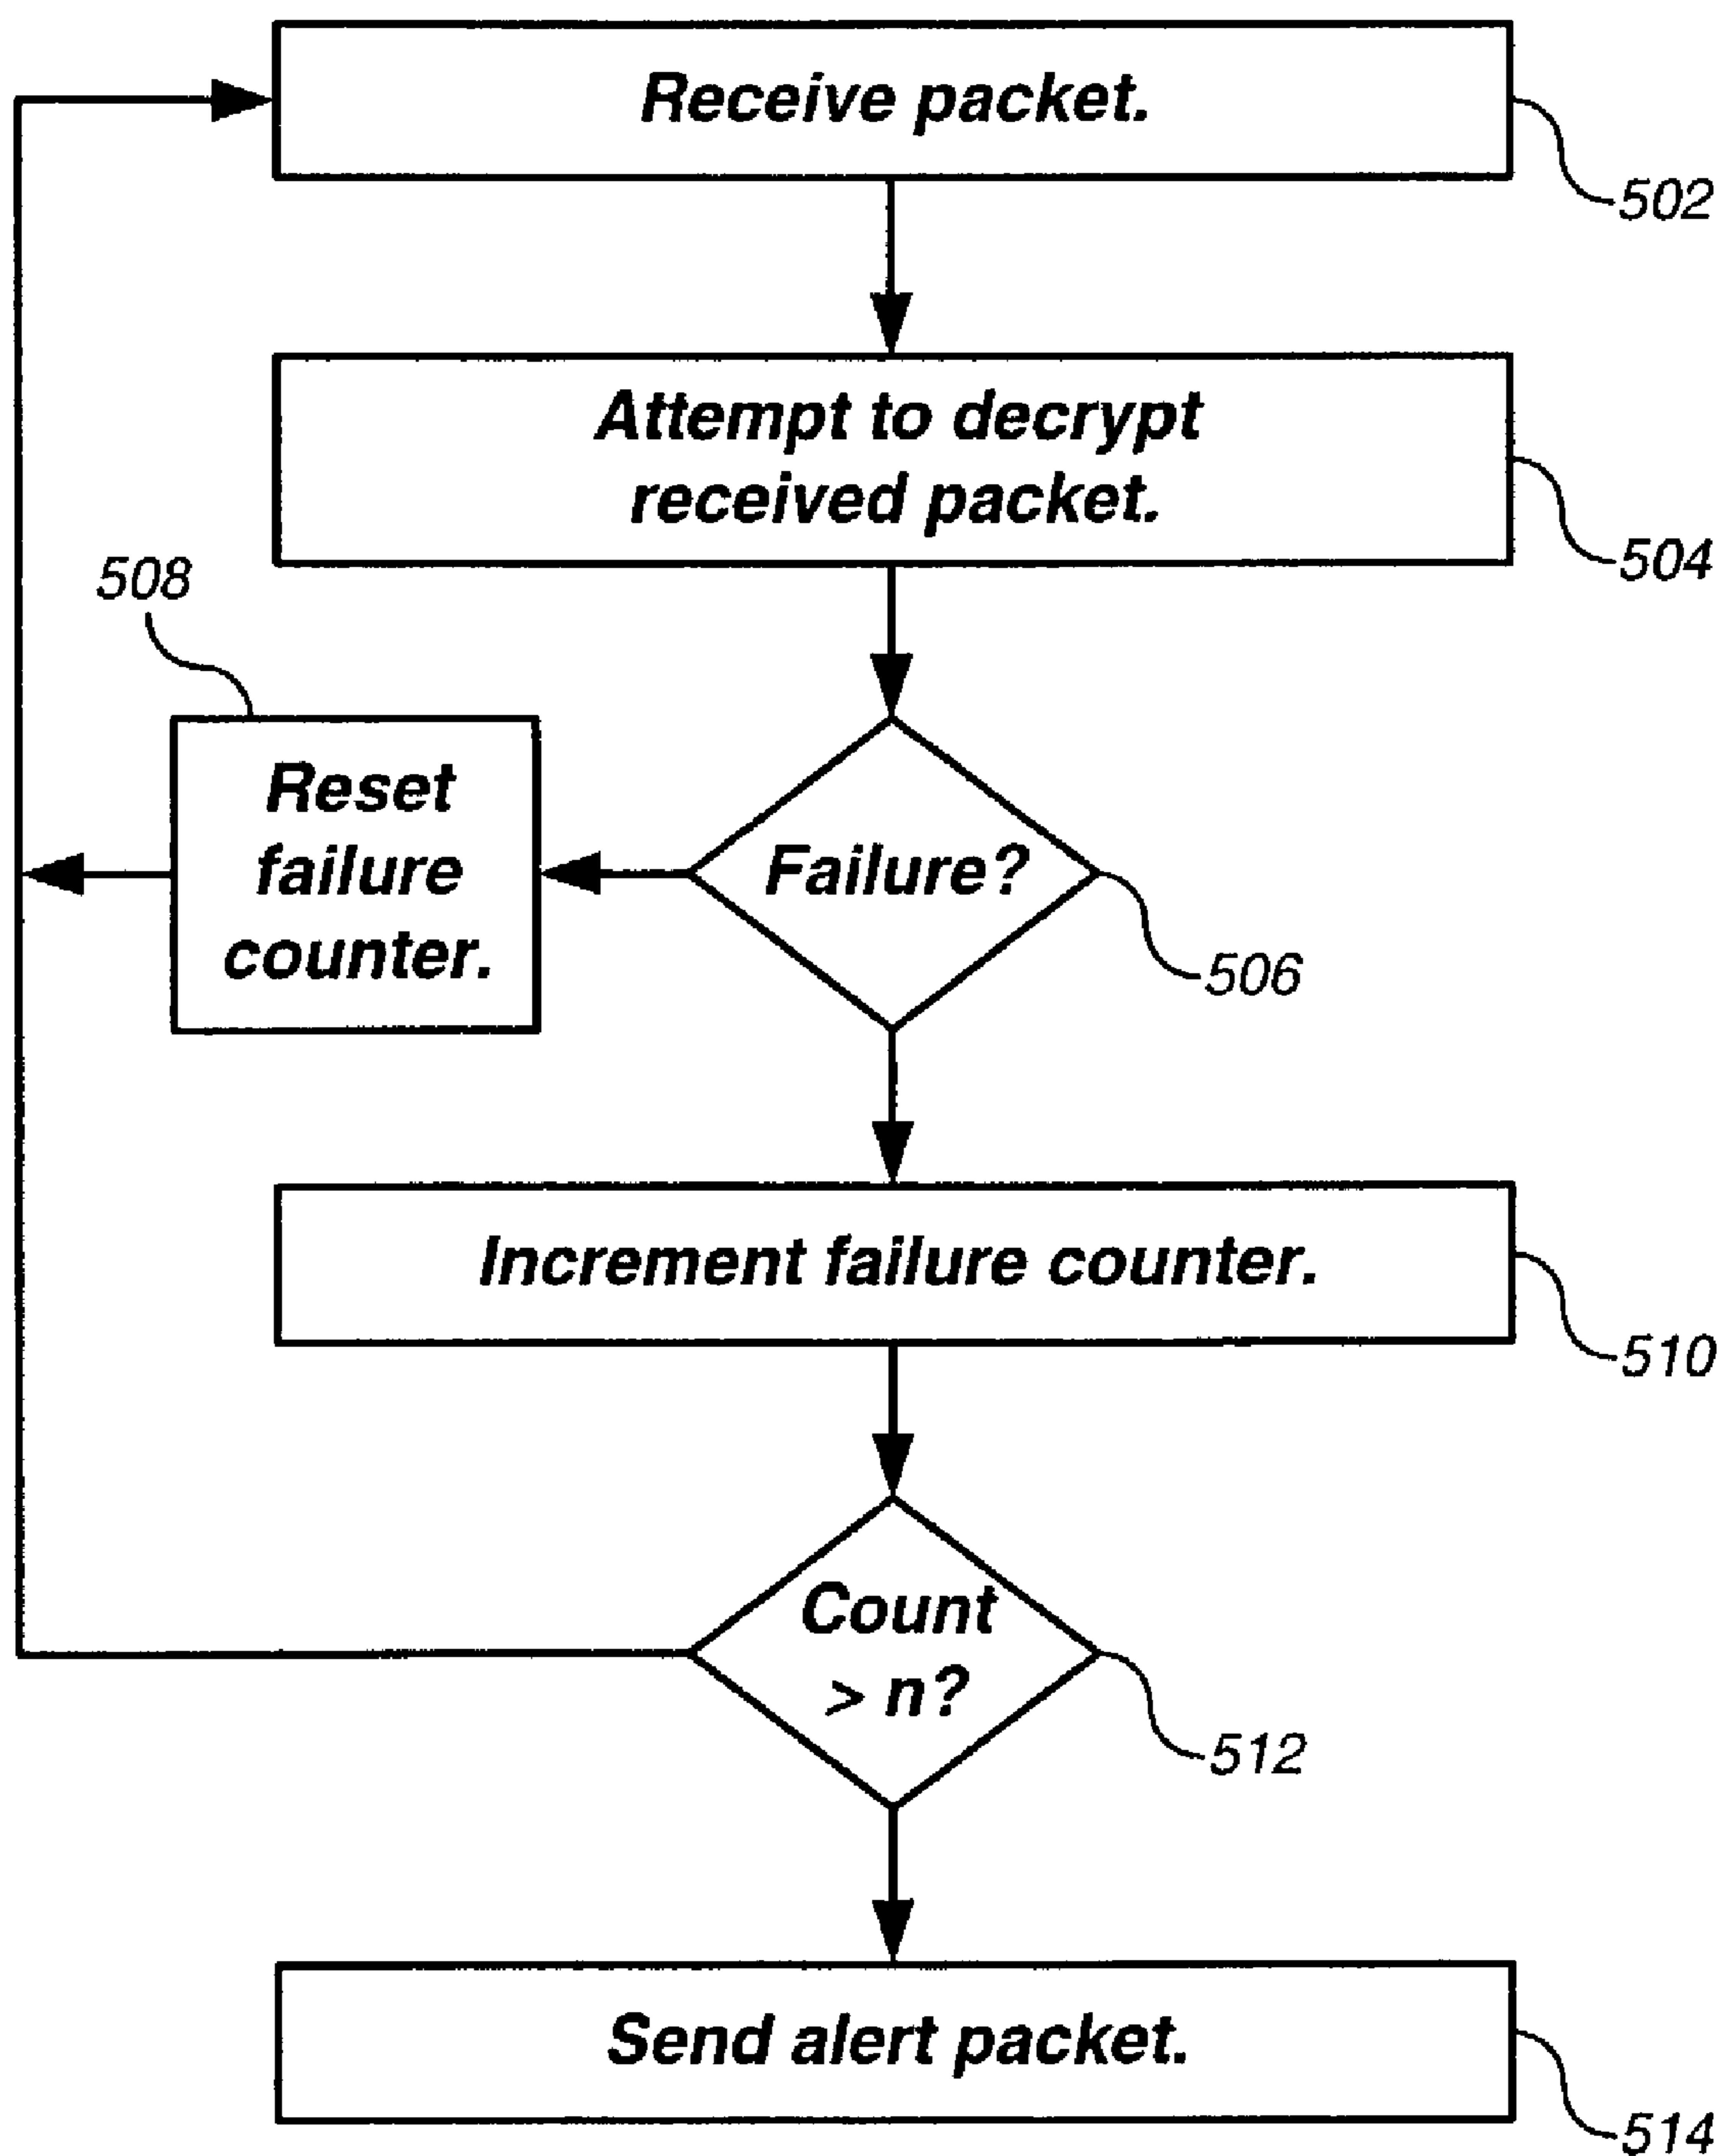 Receive packet.
502
Attempt to decrypt
received packet.
504
508
Reset
failure
counter.
Failure?
506
Increment failure counter.
510
Count
> n?
512
Send alert packet.
514